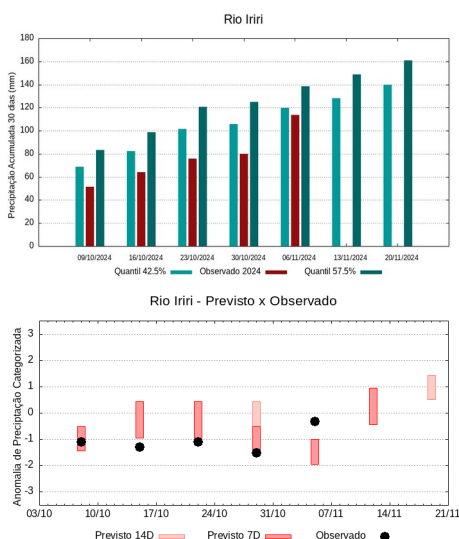 Rio Iriri
Precipitação Acumulada 30 dias (mm)
180
160
140
120
100
80
60
40
20
0
09/10/2024 16/10/2024 23/10/2024 30/10/2024 06/11/2024 13/11/2024 20/11/2024
Quantil 42.5% Observado 2024 Quantil 57.5%
Rio Iriri - Previsto x Observado
Anomalia de Preciptação Categorizada
3
2
1
0
-1
-2
-3
03/10 10/10 17/10 24/10 31/10 07/11 14/11 21/11
Previsto 14D Previsto 7D Observado